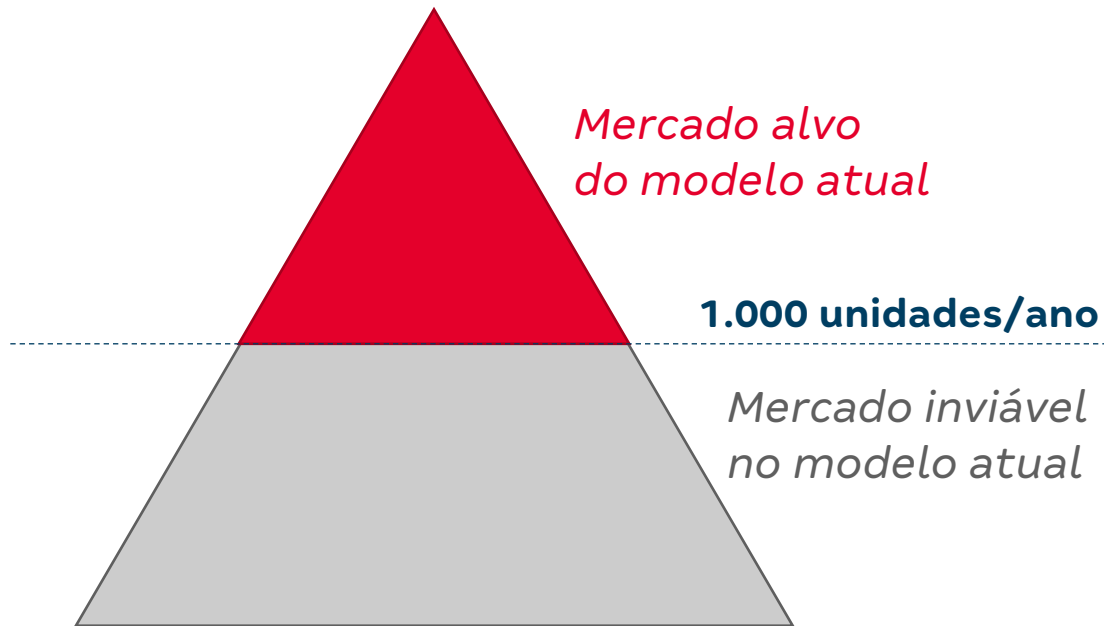 Mercado alvo
do modelo atual
1.000 unidades/ano
Mercado inviável
no modelo atual